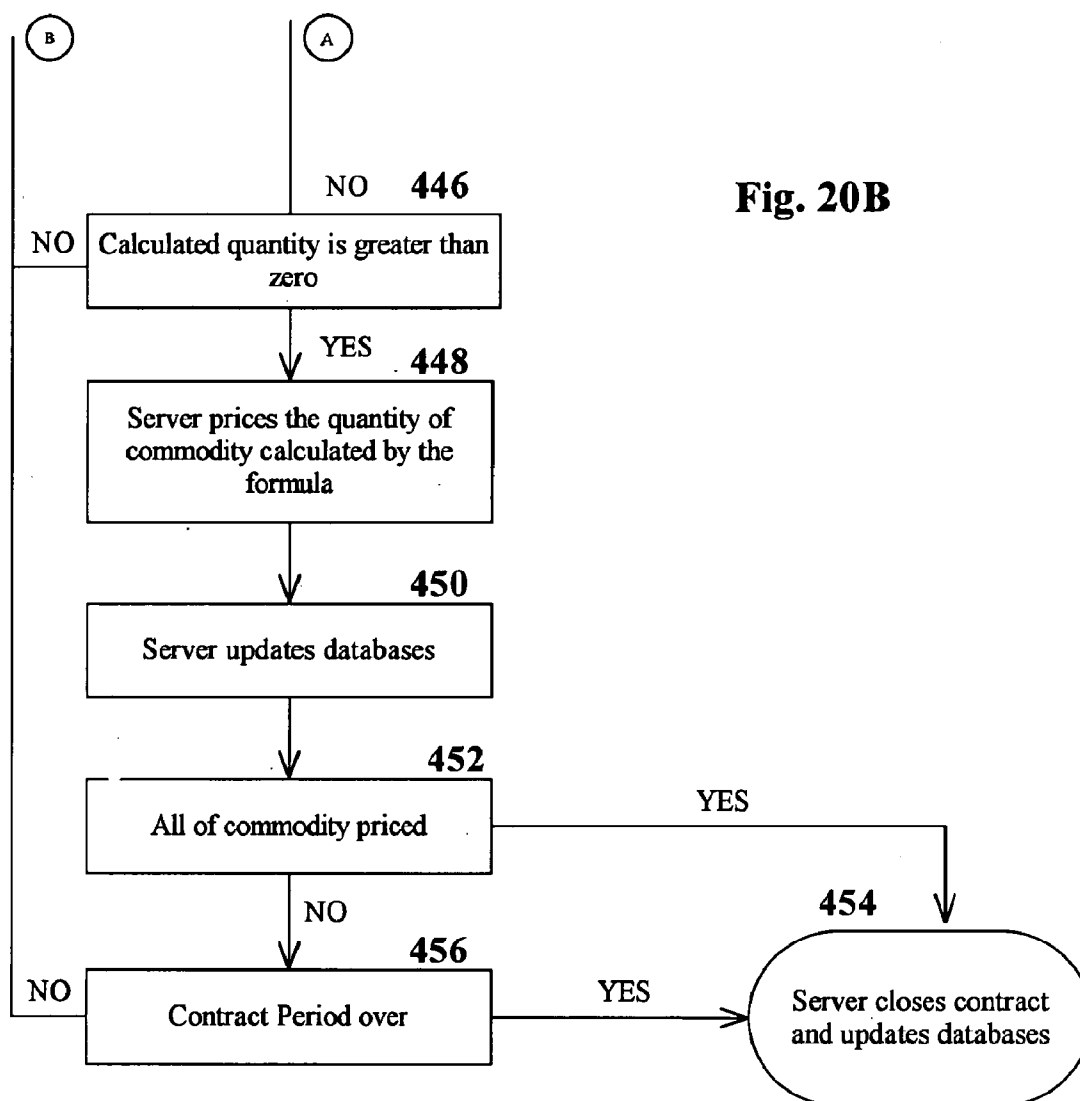 B
A
NO 446
Fig. 20B
NO
Calculated quantity is greater than
zero
YES
448
Server prices the quantity of
commodity calculated by the
formula
450
Server updates databases
452
All of commodity priced
YES
NO
454
456
NO
Contract Period over
YES
Server closes contract
and updates databases